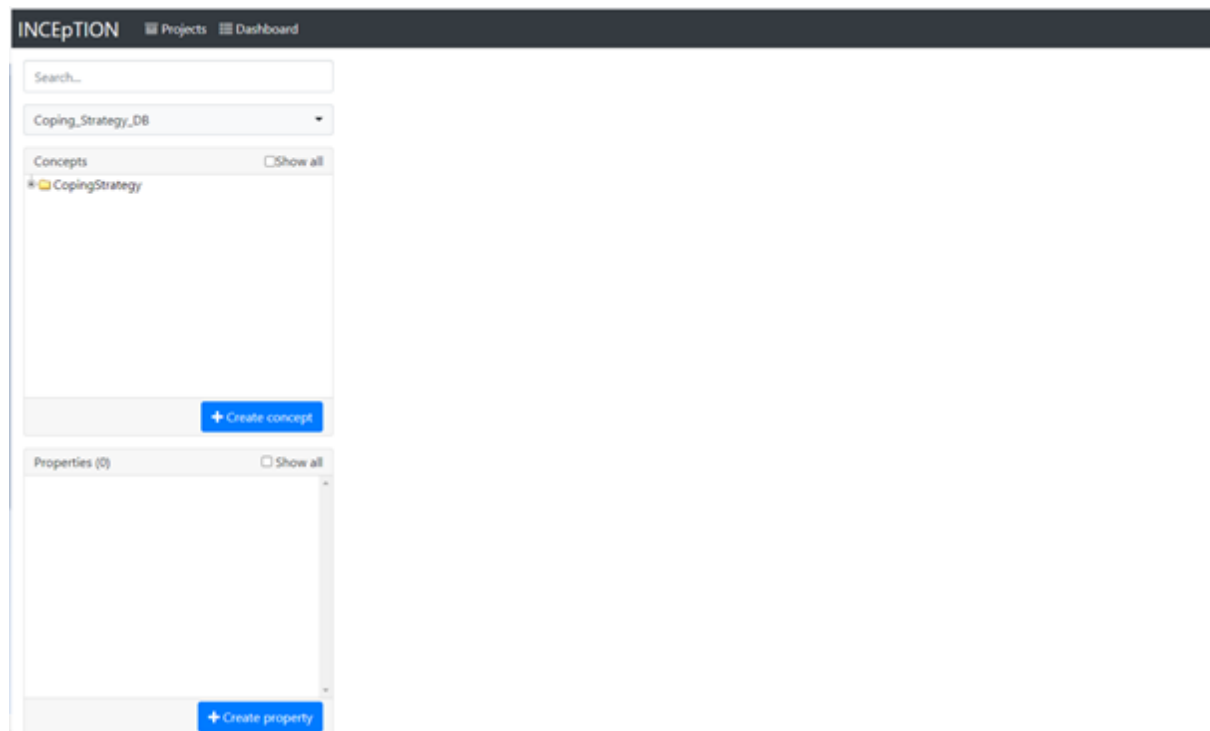 INCEpTION Projects Dashboard
Search...
Coping_Strategy_DB
Concepts Show all
CopingStrategy
Create concept
Properties (0) Show all
Create property